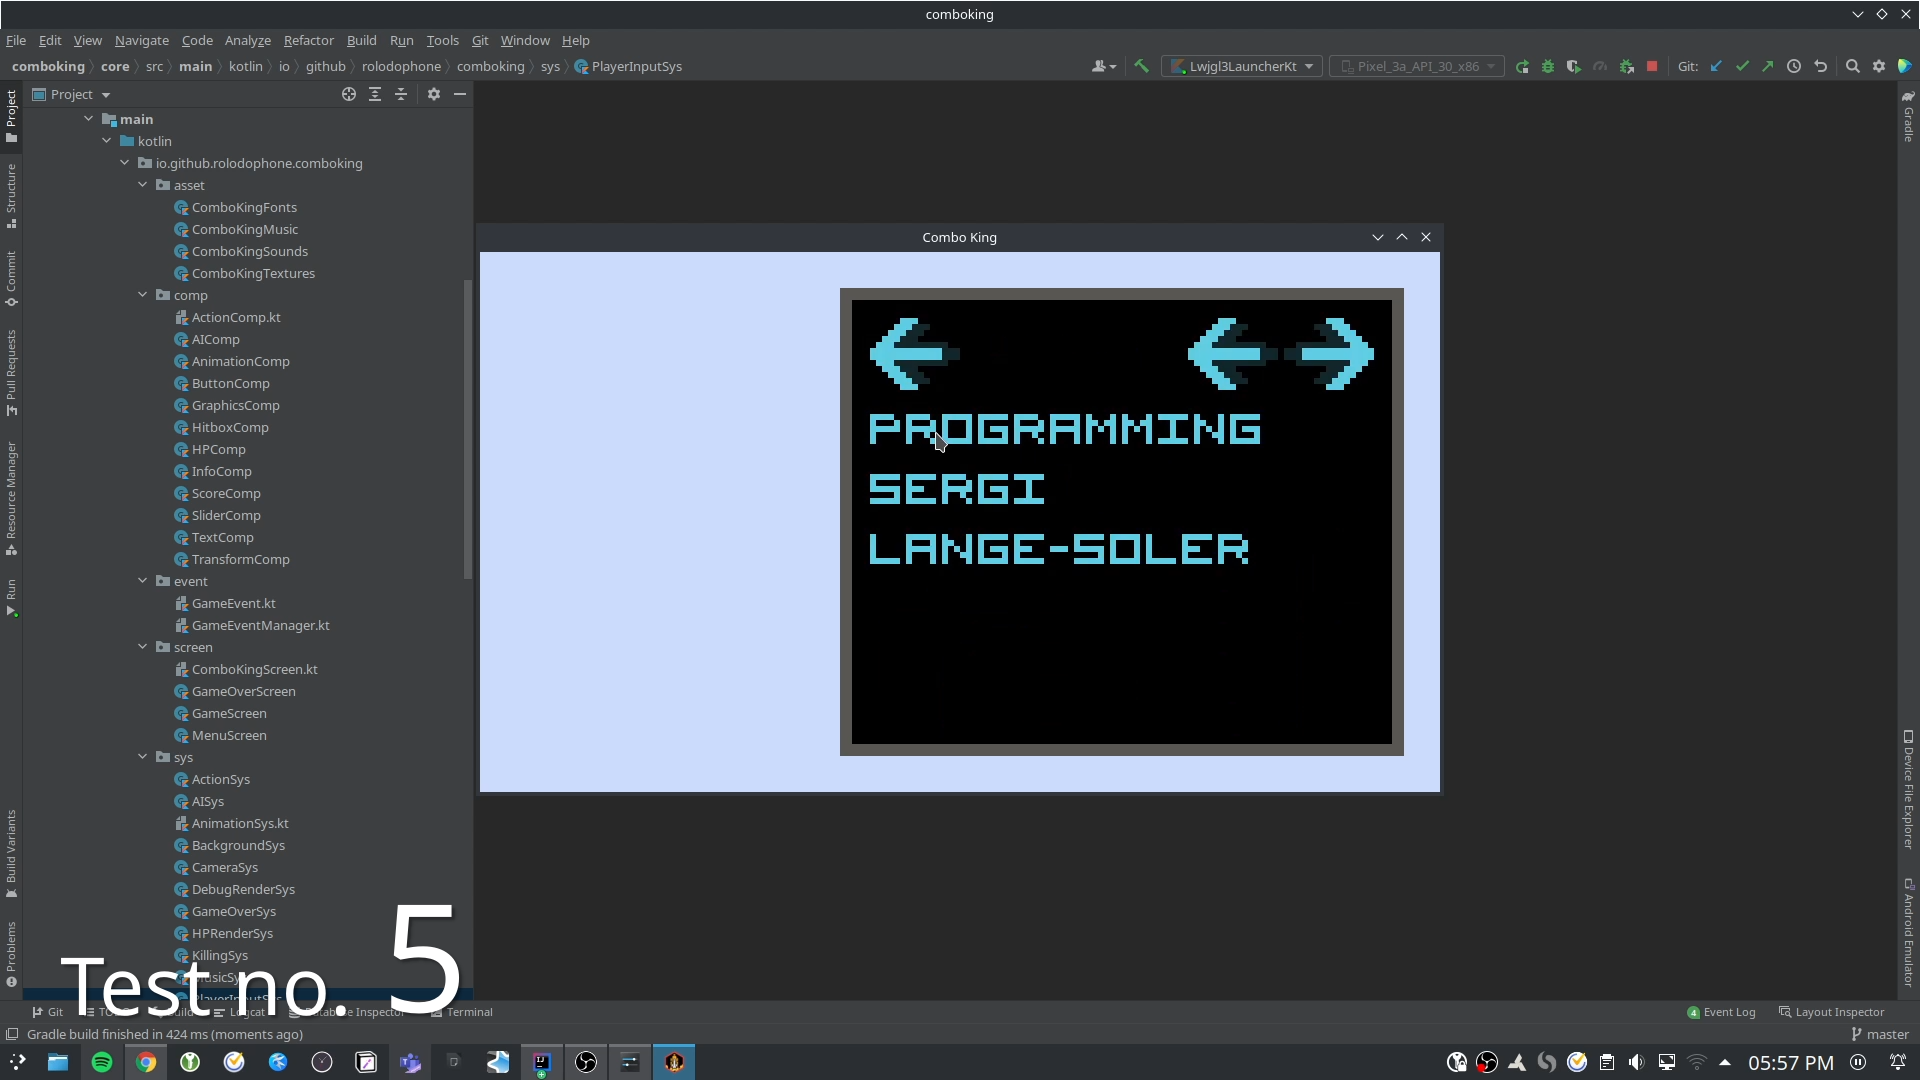 comboking
File Edit View Navigate Code Analyze Refactor Build Run Tools Git Window Help
comboking core src main kotlin io github rolodophone comboking sys PlayerInputSys
Lwjgl3LauncherKt
Pixel_3a_API_30_x86
Git:
Project
Project
Structure
Commit
Pull Requests
Resource Manager
Run
Build Variants
Problems
main
kotlin
io.github.rolodophone.comboking
asset
ComboKingFonts
ComboKingMusic
ComboKingSounds
ComboKingTextures
comp
ActionComp.kt
AIComp
AnimationComp
ButtonComp
GraphicsComp
HitboxComp
HPComp
InfoComp
ScoreComp
SliderComp
TextComp
TransformComp
event
GameEvent.kt
GameEventManager.kt
screen
ComboKingScreen.kt
GameOverScreen
GameScreen
MenuScreen
sys
ActionSys
AISys
AnimationSys.kt
BackgroundSys
CameraSys
DebugRenderSys
GameOverSys
HPRenderSys
KillingSys
MusicSys
PlayerInputSys
Combo King
PROGRAMMING
SERGI
LANGE-SOLER
Gradle
Device File Explorer
Android Emulator
Test no. 5
Git
Logcat
Database Inspector
Terminal
4 Event Log
Layout Inspector
Gradle build finished in 424 ms (moments ago)
master
05:57 PM